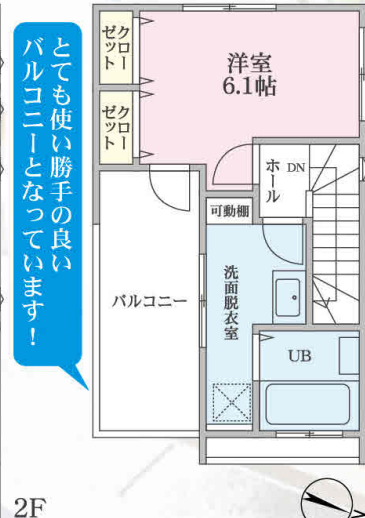 とても使い勝手の良い
バルコニーとなっています!
クロー
ゼット
クロー
ゼット
洋室
6.1帖
ホール
DN
可動棚
バルコニー
洗面脱衣室
UB
2F